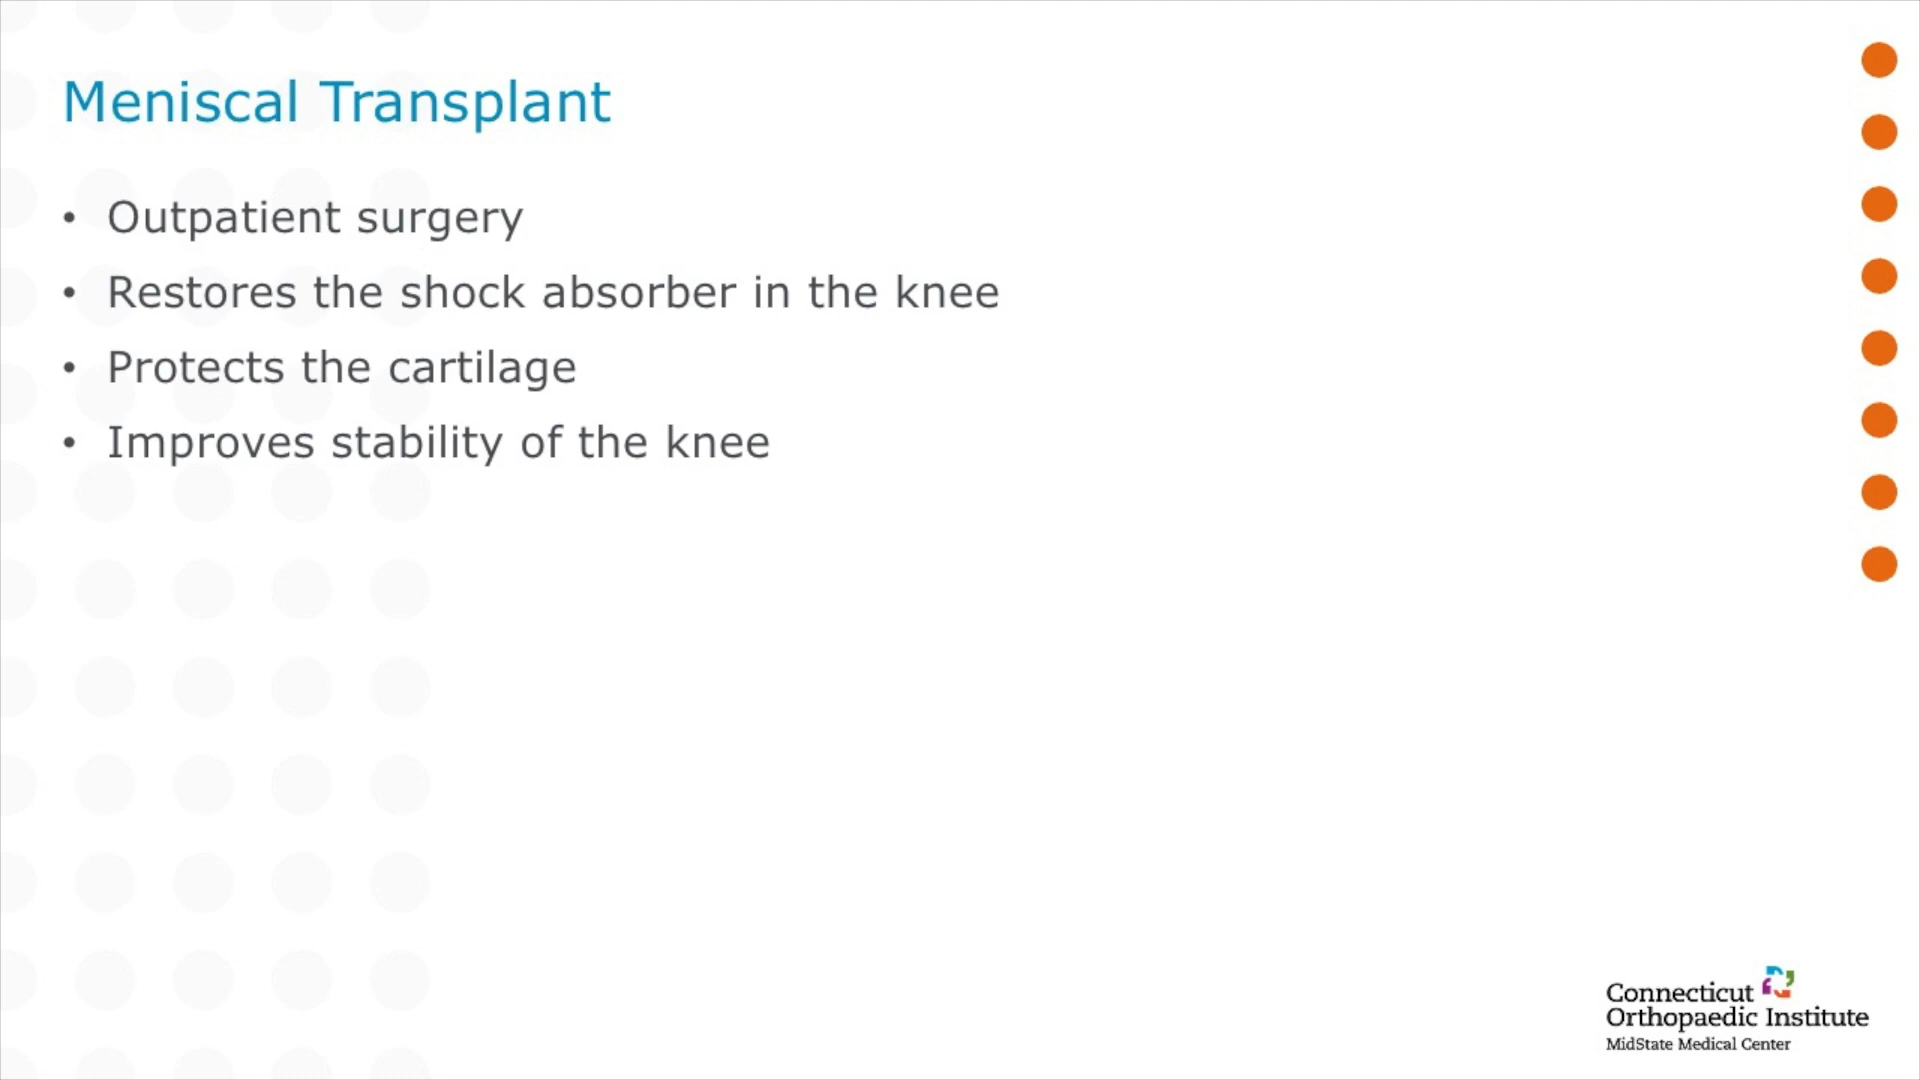 Meniscal Transplant
• Outpatient surgery
• Restores the shock absorber in the knee
• Protects the cartilage
• Improves stability of the knee
Connecticut
Orthopaedic Institute
MidState Medical Center